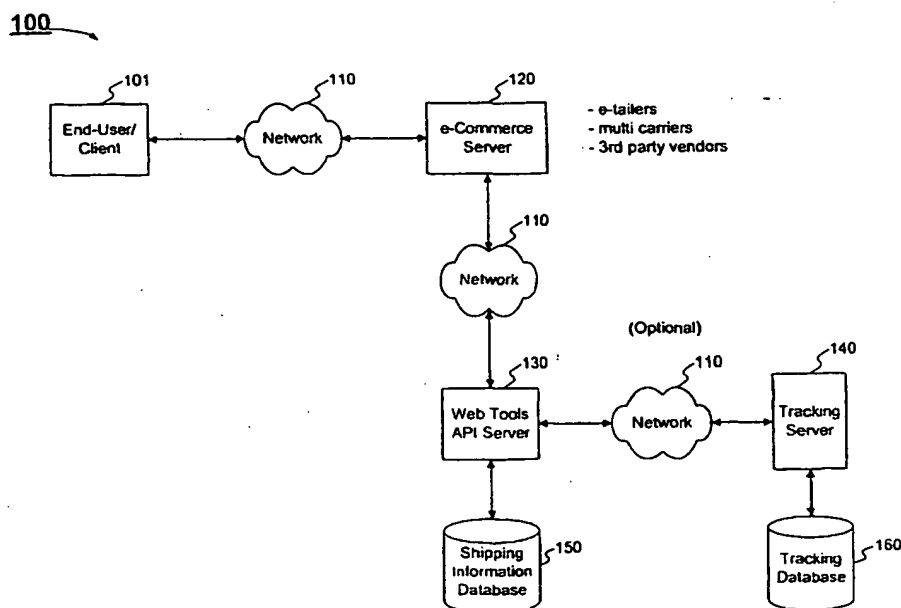 100
101
End-User/
Client
110
Network
120
e-Commerce
Server
- e-tailers
- multi carriers
- 3rd party vendors
110
Network
(Optional)
130
Web Tools
API Server
110
Network
140
Tracking
Server
Shipping
Information
Database
150
Tracking
Database
160